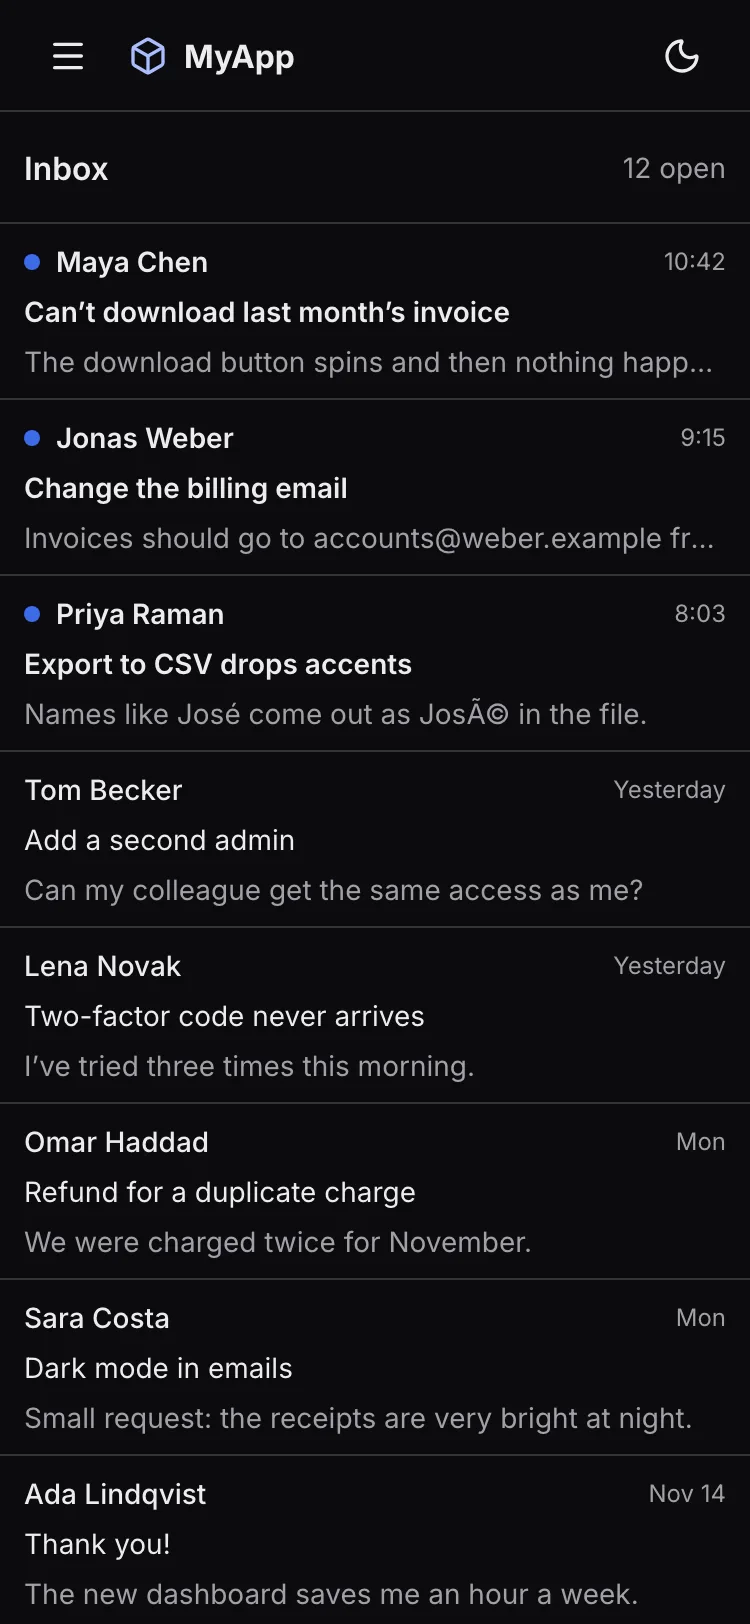 MyApp
Inbox
12 open
Maya Chen
10:42
Can’t download last month’s invoice
The download button spins and then nothing happ...
Jonas Weber
9:15
Change the billing email
Invoices should go to accounts@weber.example fr...
Priya Raman
8:03
Export to CSV drops accents
Names like José come out as JosÃ© in the file.
Tom Becker
Yesterday
Add a second admin
Can my colleague get the same access as me?
Lena Novak
Yesterday
Two-factor code never arrives
I’ve tried three times this morning.
Omar Haddad
Mon
Refund for a duplicate charge
We were charged twice for November.
Sara Costa
Mon
Dark mode in emails
Small request: the receipts are very bright at night.
Ada Lindqvist
Nov 14
Thank you!
The new dashboard saves me an hour a week.